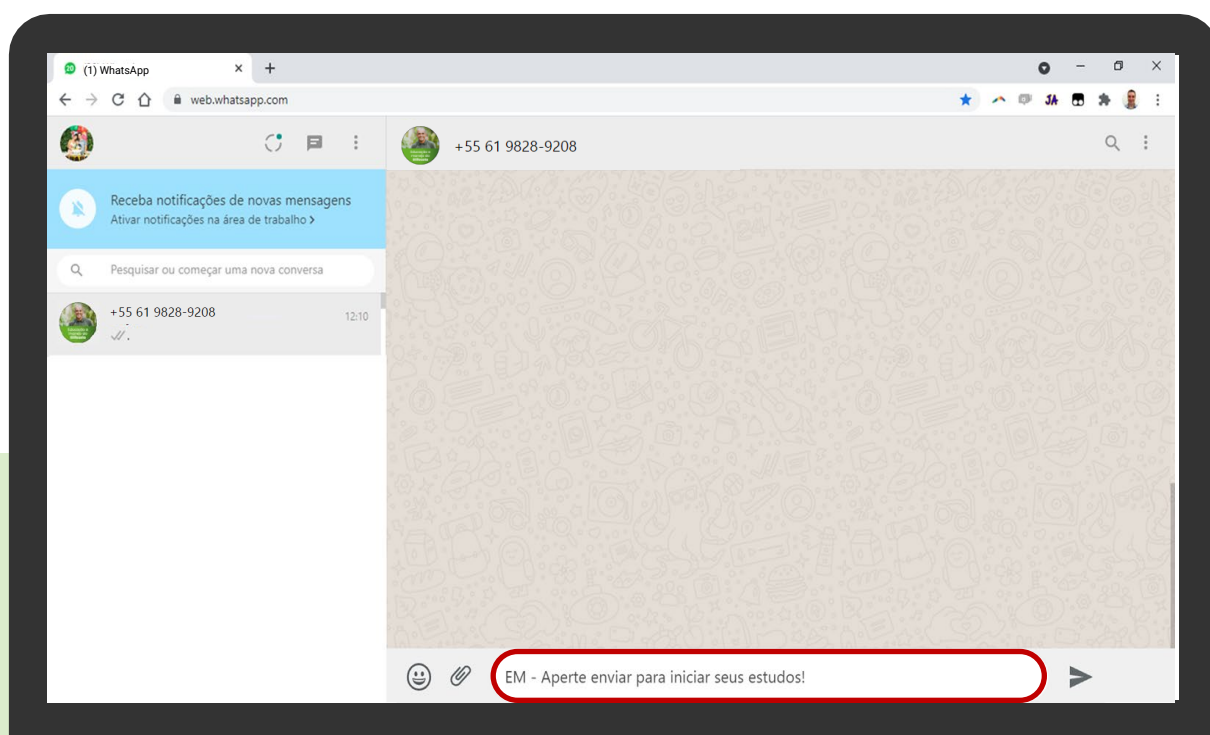 (1) WhatsApp
web.whatsapp.com
JA
+55 61 9828-9208
Receba notificações de novas mensagens
Ativar notificações na área de trabalho
Pesquisar ou começar uma nova conversa
+55 61 9828-9208
12:10
EM - Aperte enviar para iniciar seus estudos!